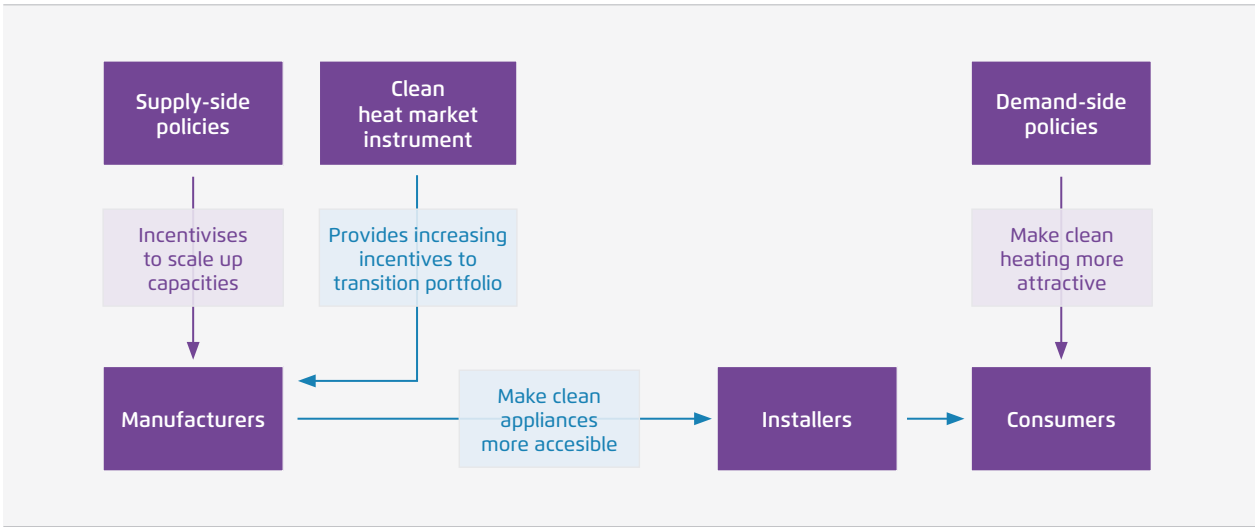 Supply-side
policies
Clean
heat market
instrument
Demand-side
policies
Incentivises
to scale up
capacities
Provides increasing
incentives to
transition portfolio
Make clean
heating more
attractive
Manufacturers
Make clean
appliances
more accesible
Installers
Consumers